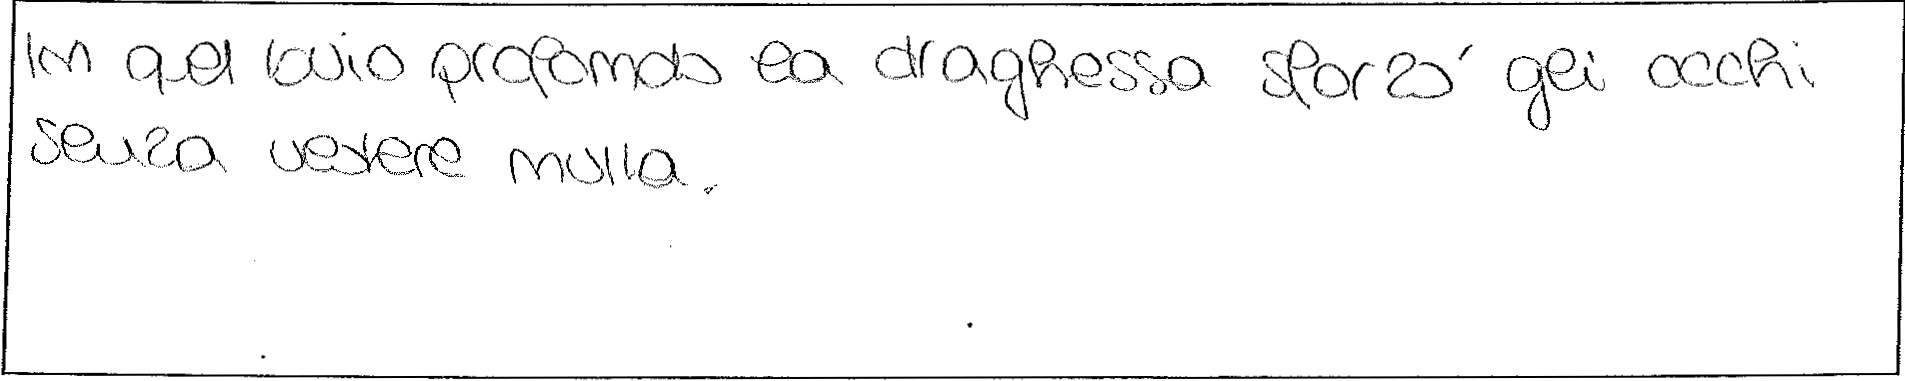 In quel buio profondo la draghessa sforzò gli occhi
senza vedere nulla.